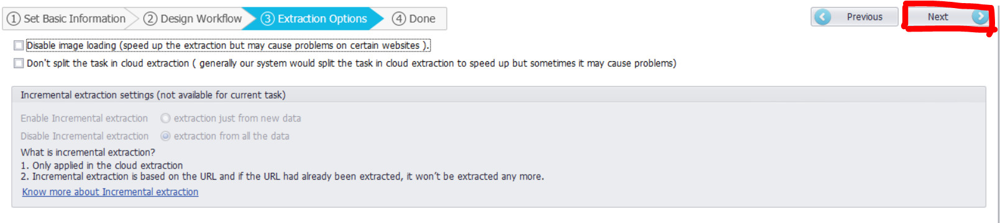 1 Set Basic Information 2 Design Workflow 3 Extraction Options 4 Done Previous Next
Disable image loading (speed up the extraction but may cause problems on certain websites ).
Don't split the task in cloud extraction ( generally our system would split the task in cloud extraction to speed up but sometimes it may cause problems)
Incremental extraction settings (not available for current task)
Enable Incremental extraction extraction just from new data
Disable Incremental extraction extraction from all the data
What is incremental extraction?
1. Only applied in the cloud extraction
2. Incremental extraction is based on the URL and if the URL had already been extracted, it won't be extracted any more.
Know more about Incremental extraction